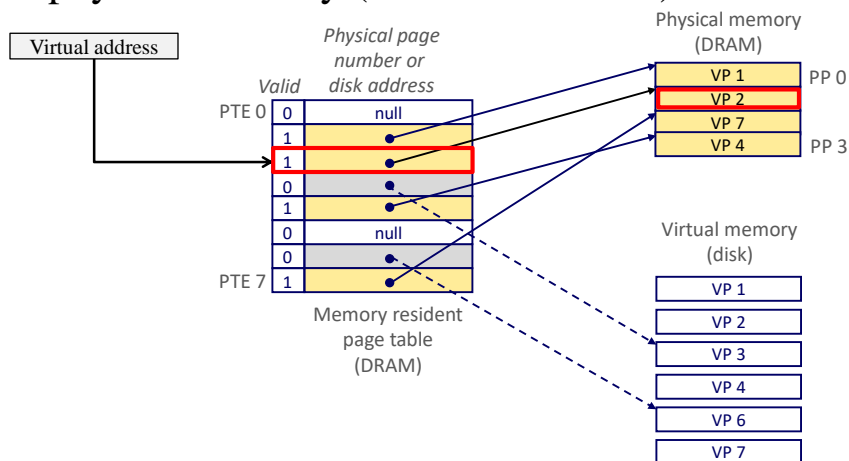 Virtual address
Physical page
number or
disk address
Valid
PTE 0
0
null
1
1
0
1
0
null
0
PTE 7
1
Memory resident
page table
(DRAM)
Physical memory
(DRAM)
VP 1
PP 0
VP 2
VP 7
VP 4
PP 3
Virtual memory
(disk)
VP 1
VP 2
VP 3
VP 4
VP 6
VP 7